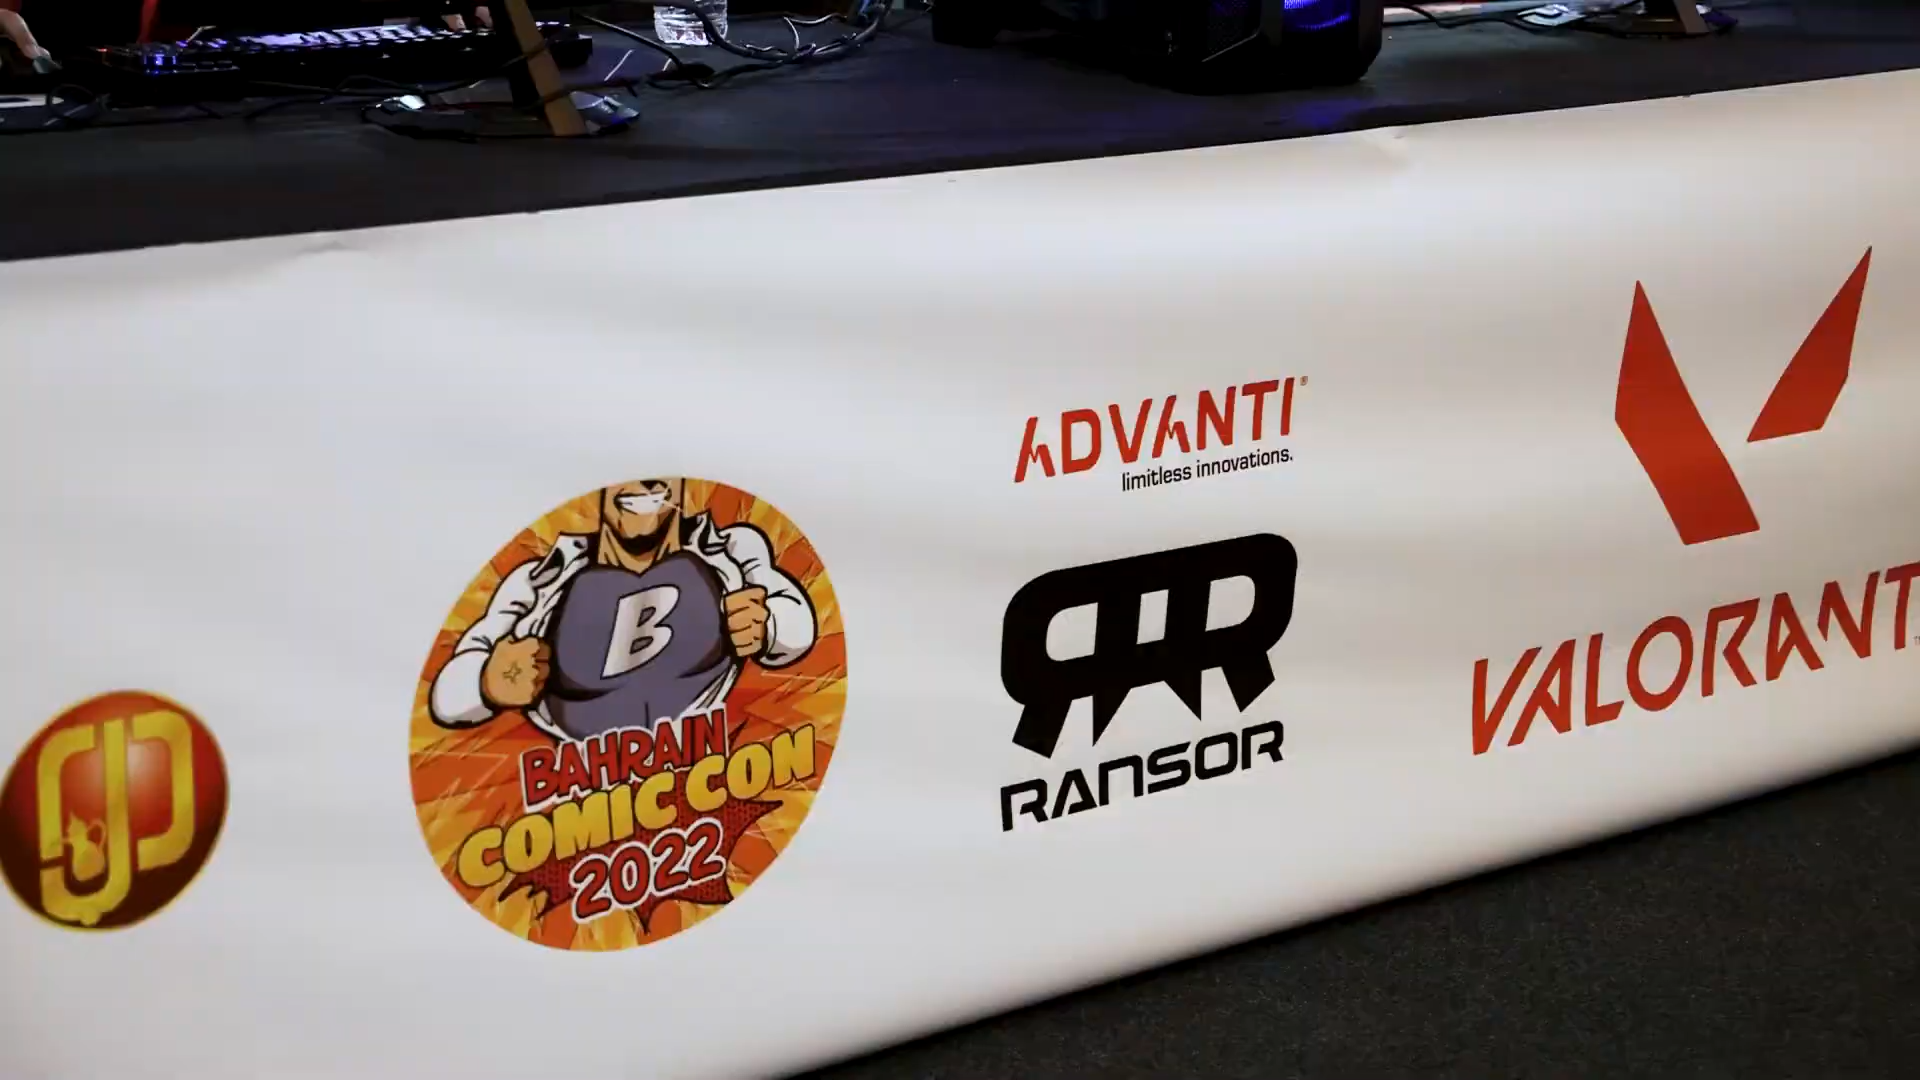 B
BAHRAIN
COMIC CON
2022
ADVANTI®
limitless innovations.
RANSOR
VALORANT